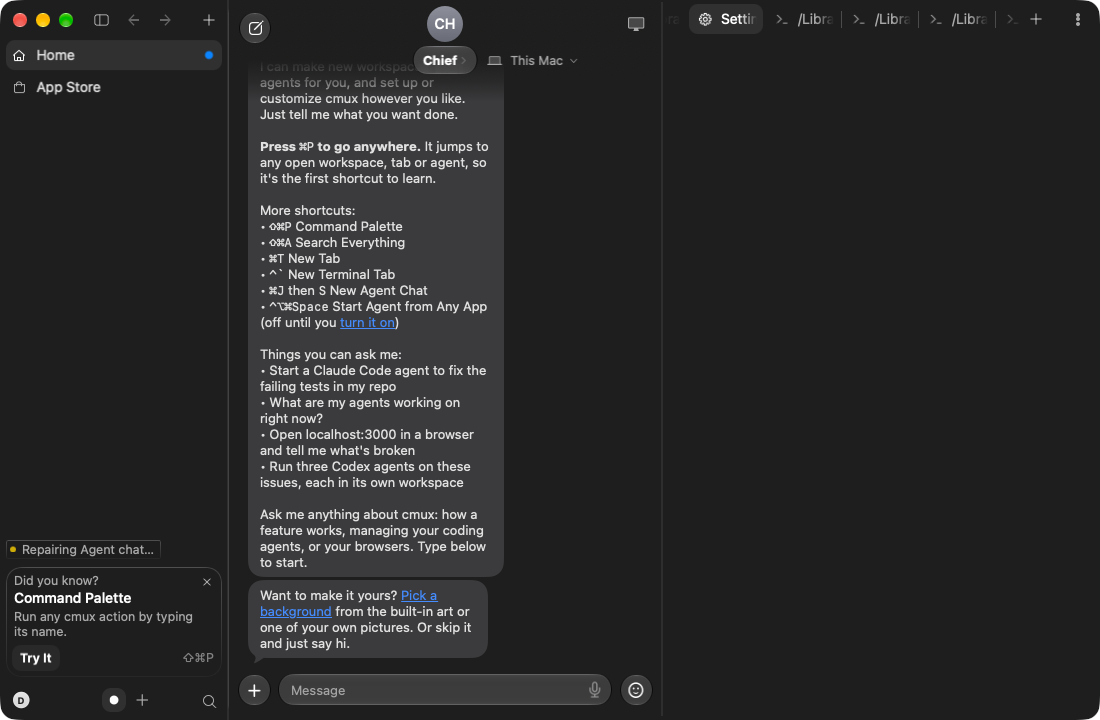 Home
App Store
Repairing Agent chat...
Did you know?
Command Palette
Run any cmux action by typing
its name.
Try It
⇧⌘P
D
CH
Chief
This Mac
I can make new workspac
agents for you, and set up or
customize cmux however you like.
Just tell me what you want done.
Press ⌘P to go anywhere. It jumps to
any open workspace, tab or agent, so
it's the first shortcut to learn.
More shortcuts:
• ⇧⌘P Command Palette
• ⇧⌘A Search Everything
• ⌘T New Tab
• ^` New Terminal Tab
• ⌘J then S New Agent Chat
• ^⌥⌘Space Start Agent from Any App
(off until you turn it on)
Things you can ask me:
• Start a Claude Code agent to fix the
failing tests in my repo
• What are my agents working on
right now?
• Open localhost:3000 in a browser
and tell me what's broken
• Run three Codex agents on these
issues, each in its own workspace
Ask me anything about cmux: how a
feature works, managing your coding
agents, or your browsers. Type below
to start.
Want to make it yours? Pick a
background from the built-in art or
one of your own pictures. Or skip it
and just say hi.
Message
Settin
/Libra
/Libra
/Libra